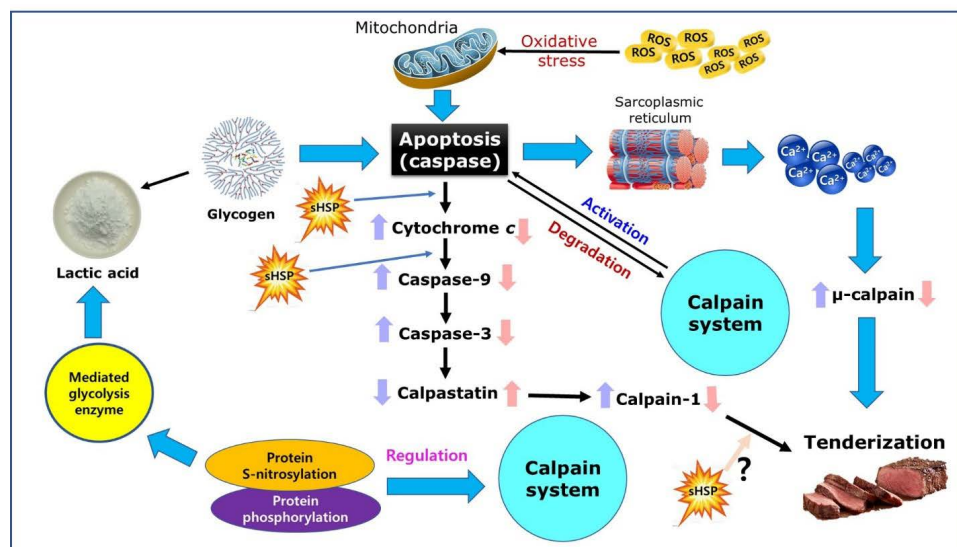 Mitochondria
Oxidative
stress
ROS
ROS
ROS
ROS
ROS
ROS
ROS
ROS
ROS
Sarcoplasmic
reticulum
Apoptosis
(caspase)
Ca2+
Ca2+
Ca2+
Ca2+
Ca2+
Ca2+
Ca2+
Ca2+
Glycogen
sHSP
Lactic acid
Cytochrome c
Activation
Degradation
sHSP
Caspase-9
Calpain
system
μ-calpain
Caspase-3
Mediated
glycolysis
enzyme
Calpastatin
Calpain-1
Tenderization
Protein
S-nitrosylation
Protein
phosphorylation
Regulation
Calpain
system
sHSP
?